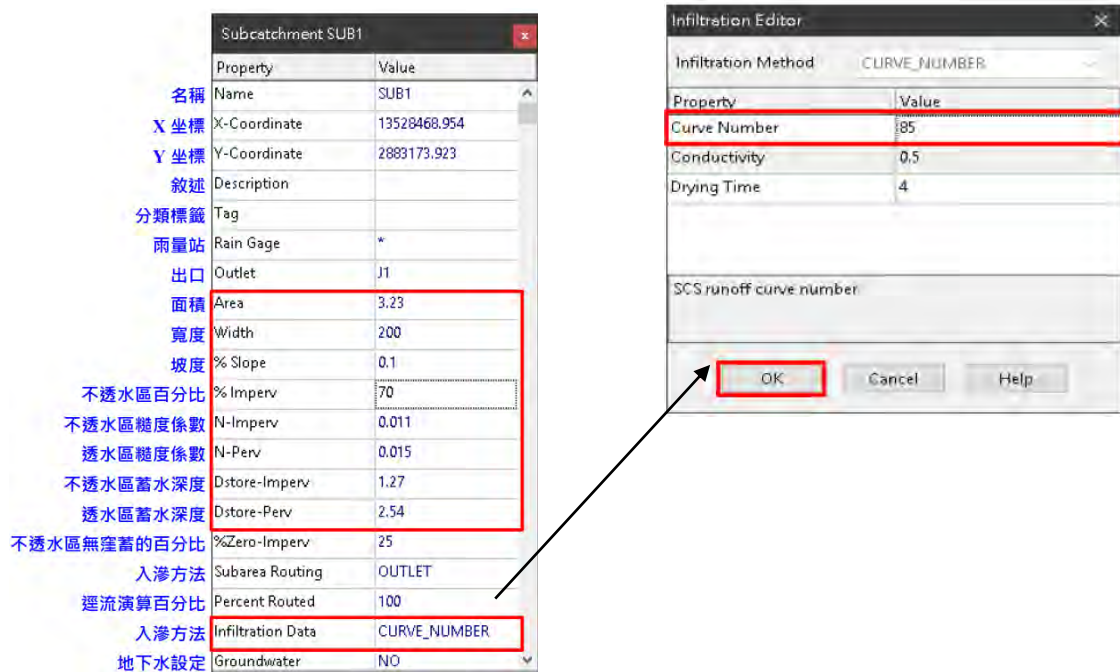 Subcatchment SUB1
Property Value
名稱 Name SUB1
X 坐標 X-Coordinate 13528468.954
Y 坐標 Y-Coordinate 2883173.923
敘述 Description
分類標籤 Tag
雨量站 Rain Gage *
出口 Outlet J1
面積 Area 3.23
寬度 Width 200
坡度 % Slope 0.1
不透水區百分比 % Imperv 70
不透水區糙度係數 N-Imperv 0.011
透水區糙度係數 N-Perv 0.015
不透水區蓄水深度 Dstore-Imperv 1.27
透水區蓄水深度 Dstore-Perv 2.54
不透水區無窪蓄的百分比 %Zero-Imperv 25
入滲方法 Subarea Routing OUTLET
逕流演算百分比 Percent Routed 100
入滲方法 Infiltration Data CURVE_NUMBER
地下水設定 Groundwater NO
Infiltration Editor
Infiltration Method CURVE_NUMBER
Property Value
Curve Number 85
Conductivity 0.5
Drying Time 4
SCS runoff curve number
OK Cancel Help